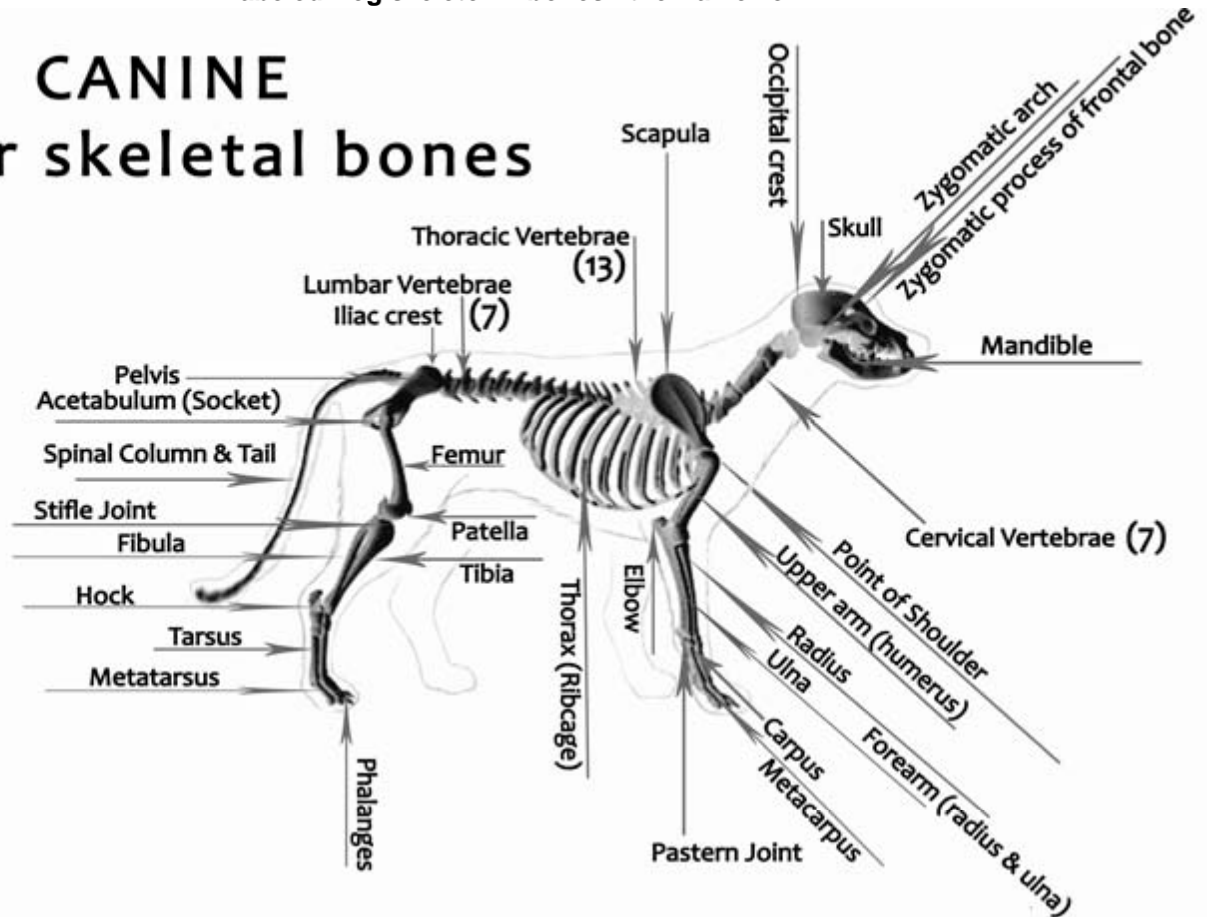 CANINE
r skeletal bones
Occipital crest
Zygomatic arch
Zygomatic process of frontal bone
Scapula
Skull
Thoracic Vertebrae
(13)
Lumbar Vertebrae
Iliac crest
(7)
Mandible
Pelvis
Acetabulum (Socket)
Spinal Column & Tail
Femur
Stifle Joint
Patella
Fibula
Tibia
Cervical Vertebrae (7)
Hock
Elbow
Point of Shoulder
Upper arm (humerus)
Tarsus
Thorax (Ribcage)
Radius
Ulna
Metatarsus
Forearm (radius & ulna)
Carpus
Metacarpus
Phalanges
Pastern Joint